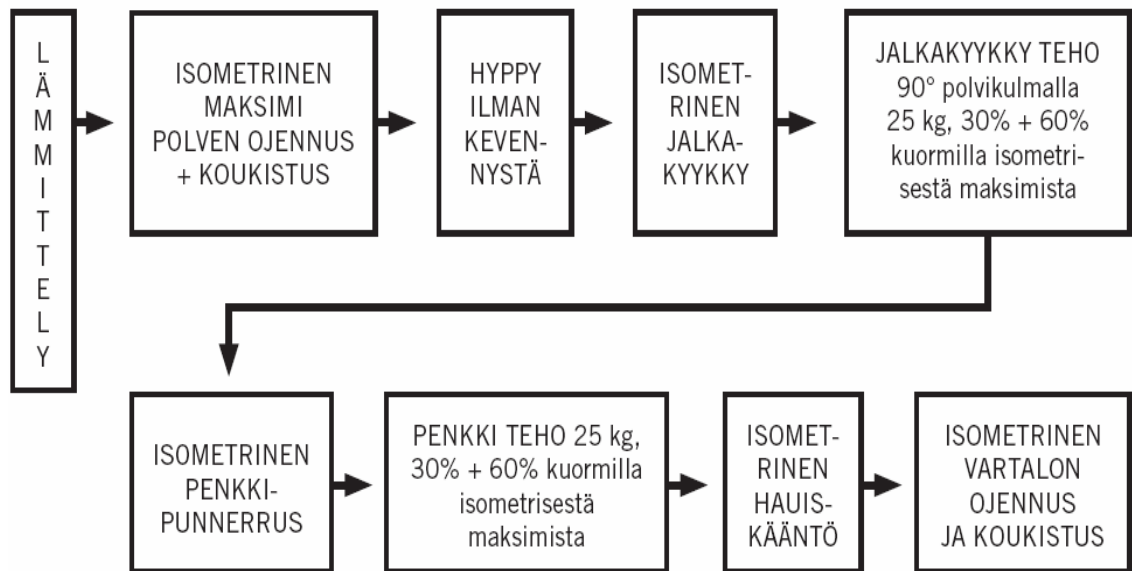 LÄMMITTELY
ISOMETRINEN
MAKSIMI
POLVEN OJENNUS
+ KOUKISTUS
HYPPY
ILMAN
KEVEN-
NYSTÄ
ISOMET-
RINEN
JALKA-
KYYKKY
JALKAKYYKKY TEHO
90° polvikulmalla
25 kg, 30% + 60%
kuormilla isometri-
sestä maksimista
ISOMETRINEN
PENKKI-
PUNNERRUS
PENKKI TEHO 25 kg,
30% + 60% kuormilla
isometrisestä
maksimista
ISOMET-
RINEN
HAUIS-
KÄÄNTÖ
ISOMETRINEN
VARTALON
OJENNUS
JA KOUKISTUS